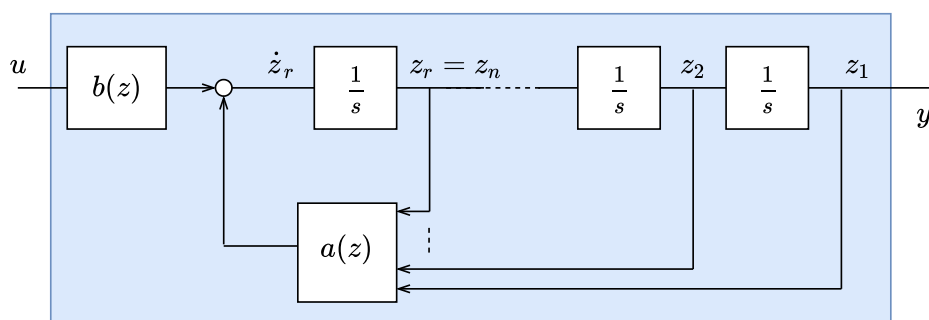 u
b(z)
ż_r
1/s
z_r = z_n
1/s
z_2
1/s
z_1
y
a(z)